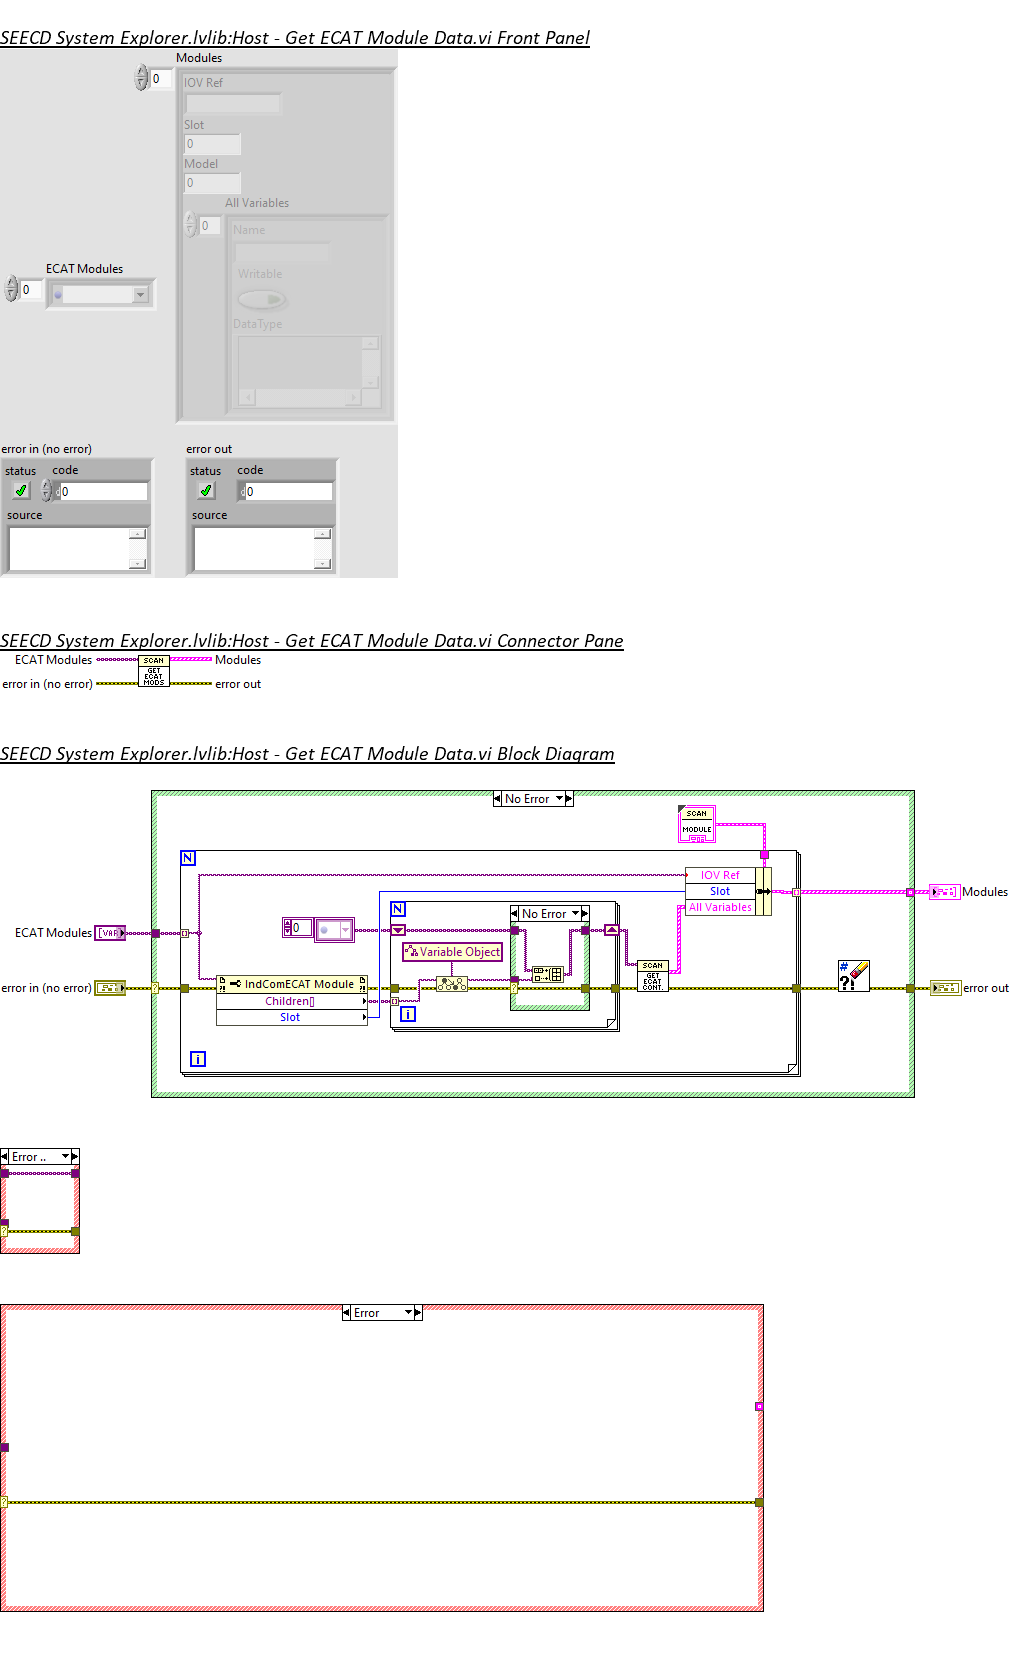 SEECD System Explorer.lvlib:Host - Get ECAT Module Data.vi Front Panel
Modules
0
IOV Ref
Slot
0
Model
0
All Variables
0
Name
Writable
DataType
ECAT Modules
0
error in (no error)
status
code
0
source
error out
status
code
0
source
SEECD System Explorer.lvlib:Host - Get ECAT Module Data.vi Connector Pane
ECAT Modules
SCAN
GET
ECAT
MODS
Modules
error in (no error)
error out
SEECD System Explorer.lvlib:Host - Get ECAT Module Data.vi Block Diagram
No Error
SCAN
MODULE
N
IOV Ref
Slot
All Variables
Modules
N
No Error
0
ECAT Modules
[VAR]
Variable Object
SCAN
GET
ECAT
CONT.
#
?!
error in (no error)
IndComECAT Module
Children[]
Slot
i
error out
i
Error ..
?
Error
?